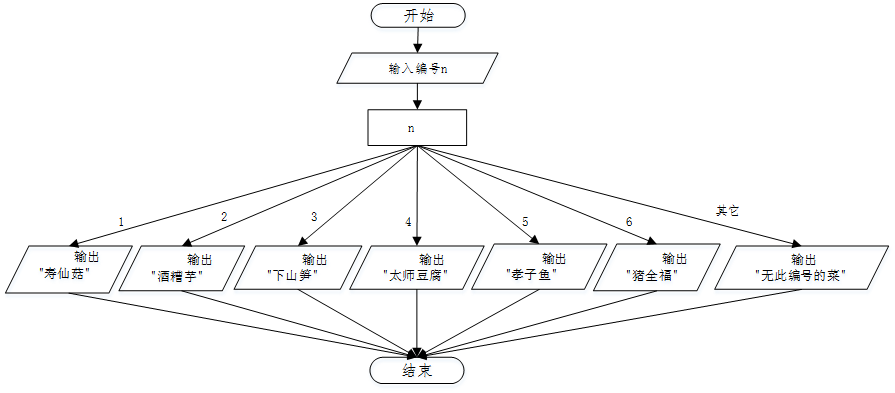 开始
输入编号n
n
1
2
3
4
5
6
其它
输出
"寿仙菇"
输出
"酒糟芋"
输出
"下山笋"
输出
"太师豆腐"
输出
"孝子鱼"
输出
"猪全福"
输出
"无此编号的菜"
结束